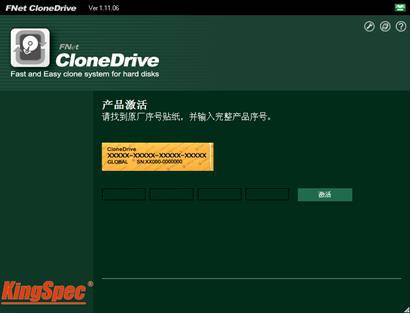 FNet CloneDrive Ver 1.11.06
FNet
CloneDrive
Fast and Easy clone system for hard disks
产品激活
请找到原厂序号贴纸，并输入完整产品序号。
CloneDrive
XXXXX-XXXXX-XXXXX-XXXXX
GLOBAL SN:XX000-0000000
激活
KingSpec®